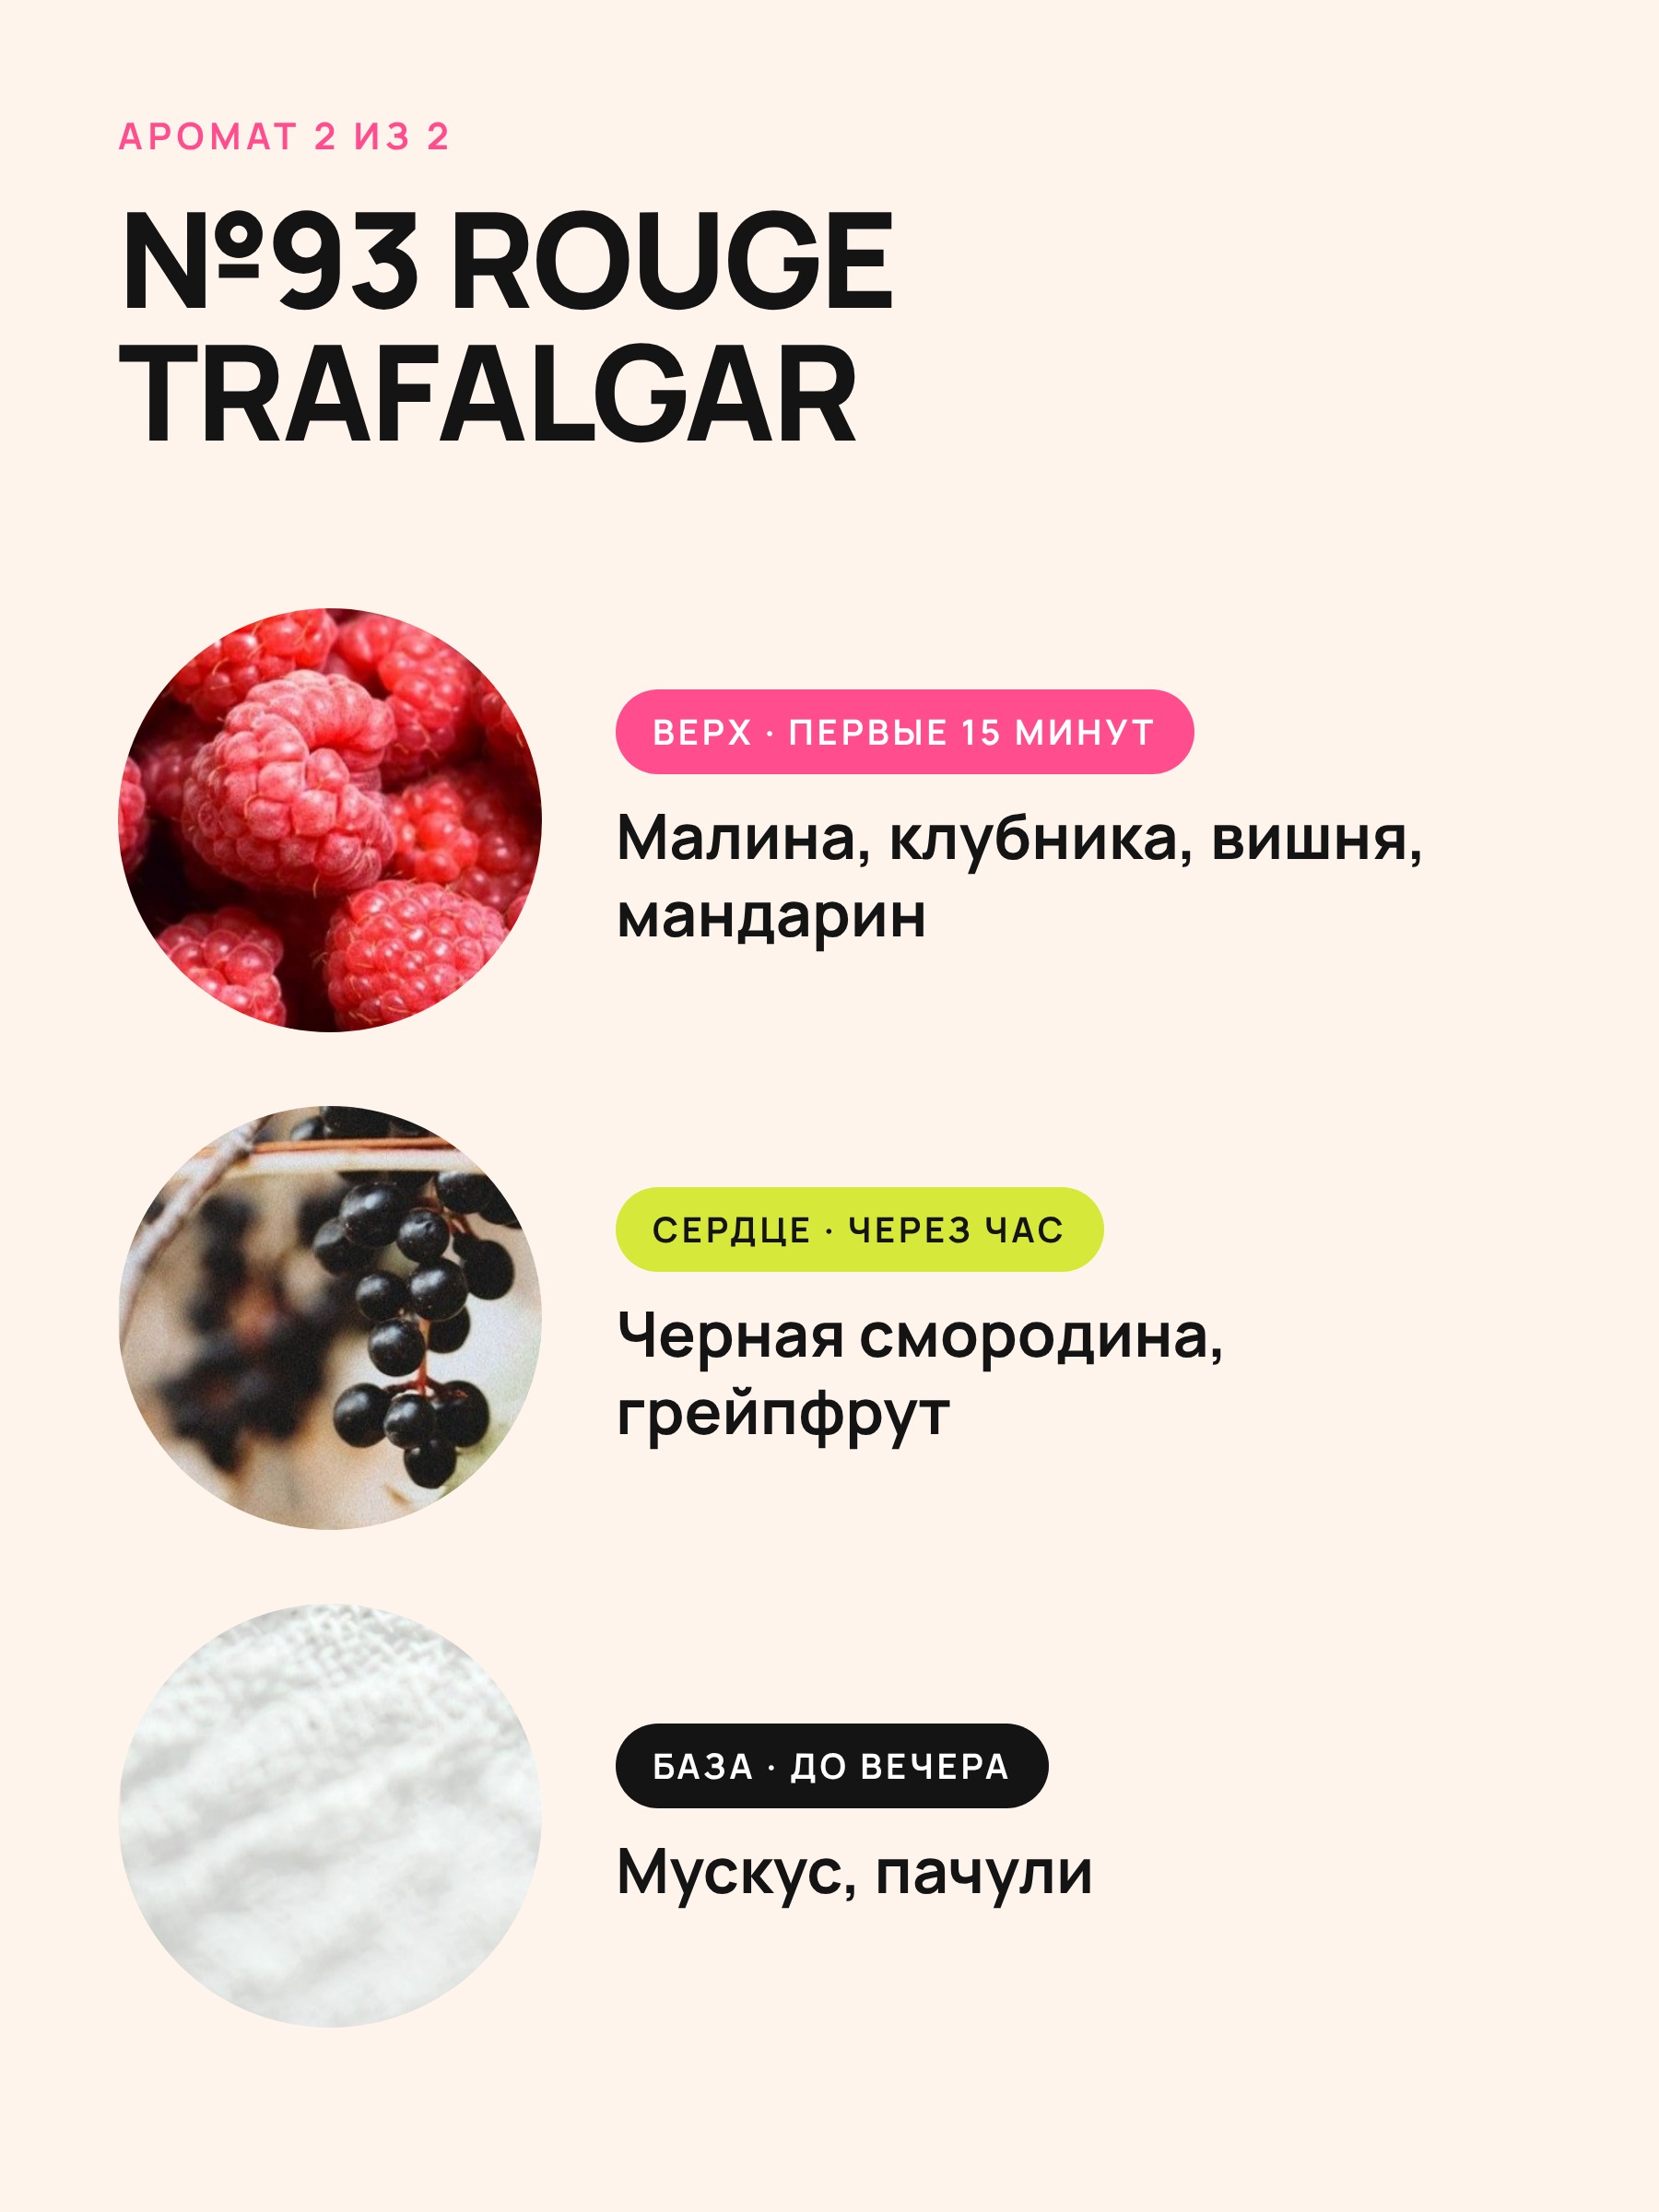 АРОМАТ 2 ИЗ 2
№93 ROUGE
TRAFALGAR
ВЕРХ · ПЕРВЫЕ 15 МИНУТ
Малина, клубника, вишня,
мандарин
СЕРДЦЕ · ЧЕРЕЗ ЧАС
Черная смородина,
грейпфрут
БАЗА · ДО ВЕЧЕРА
Мускус, пачули